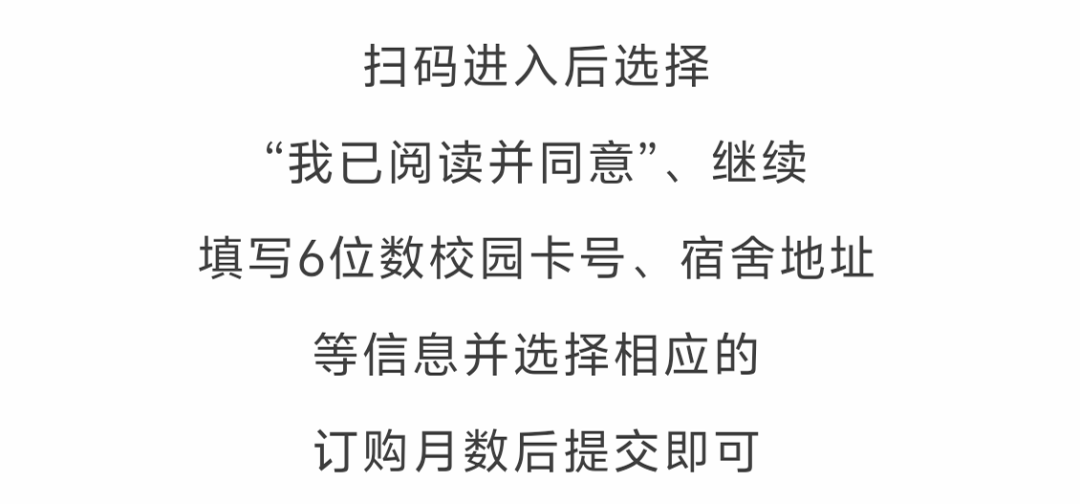 扫码进入后选择
“我已阅读并同意”、继续
填写6位数校园卡号、宿舍地址
等信息并选择相应的
订购月数后提交即可